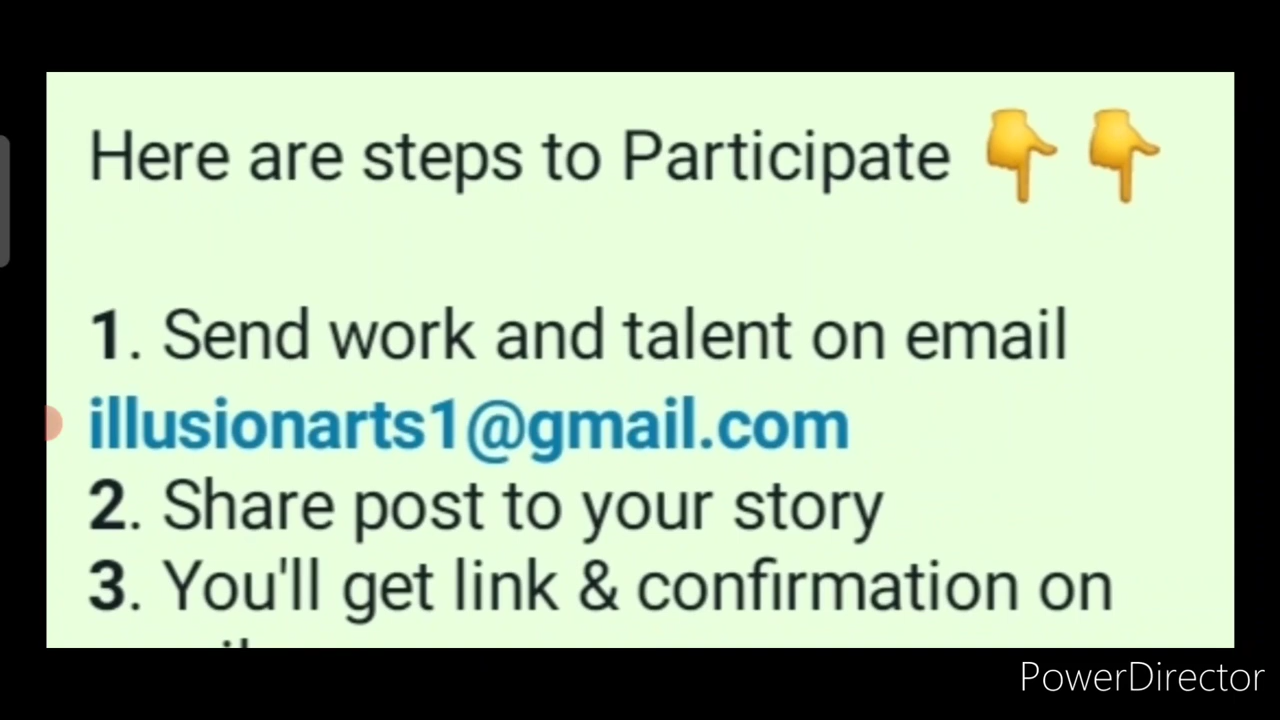 Here are steps to Participate 👇👇
1. Send work and talent on email
illusionarts1@gmail.com
2. Share post to your story
3. You'll get link & confirmation on
PowerDirector